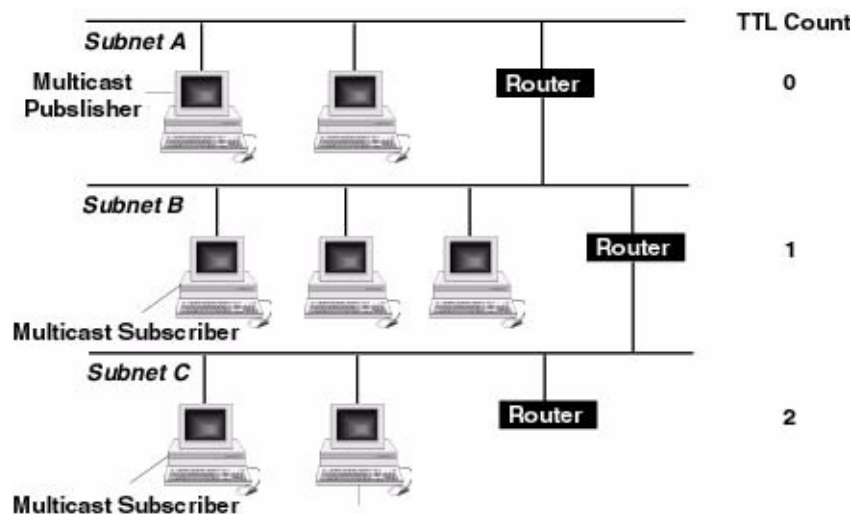 TTL Count
Subnet A
Multicast
Pubslisher
Router
0
Subnet B
Router
1
Multicast Subscriber
Subnet C
Router
2
Multicast Subscriber